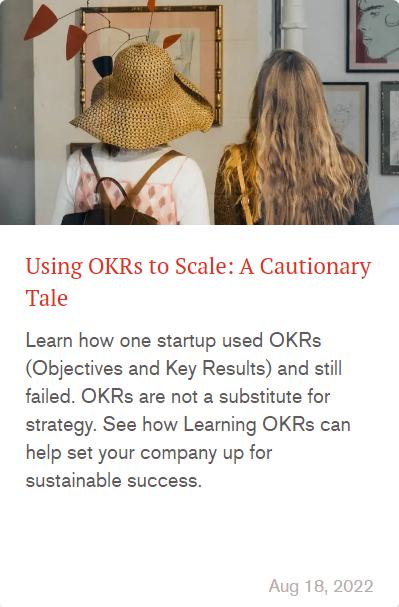 Using OKRs to Scale: A Cautionary
Tale
Learn how one startup used OKRs
(Objectives and Key Results) and still
failed. OKRs are not a substitute for
strategy. See how Learning OKRs can
help set your company up for
sustainable success.
Aug 18, 2022